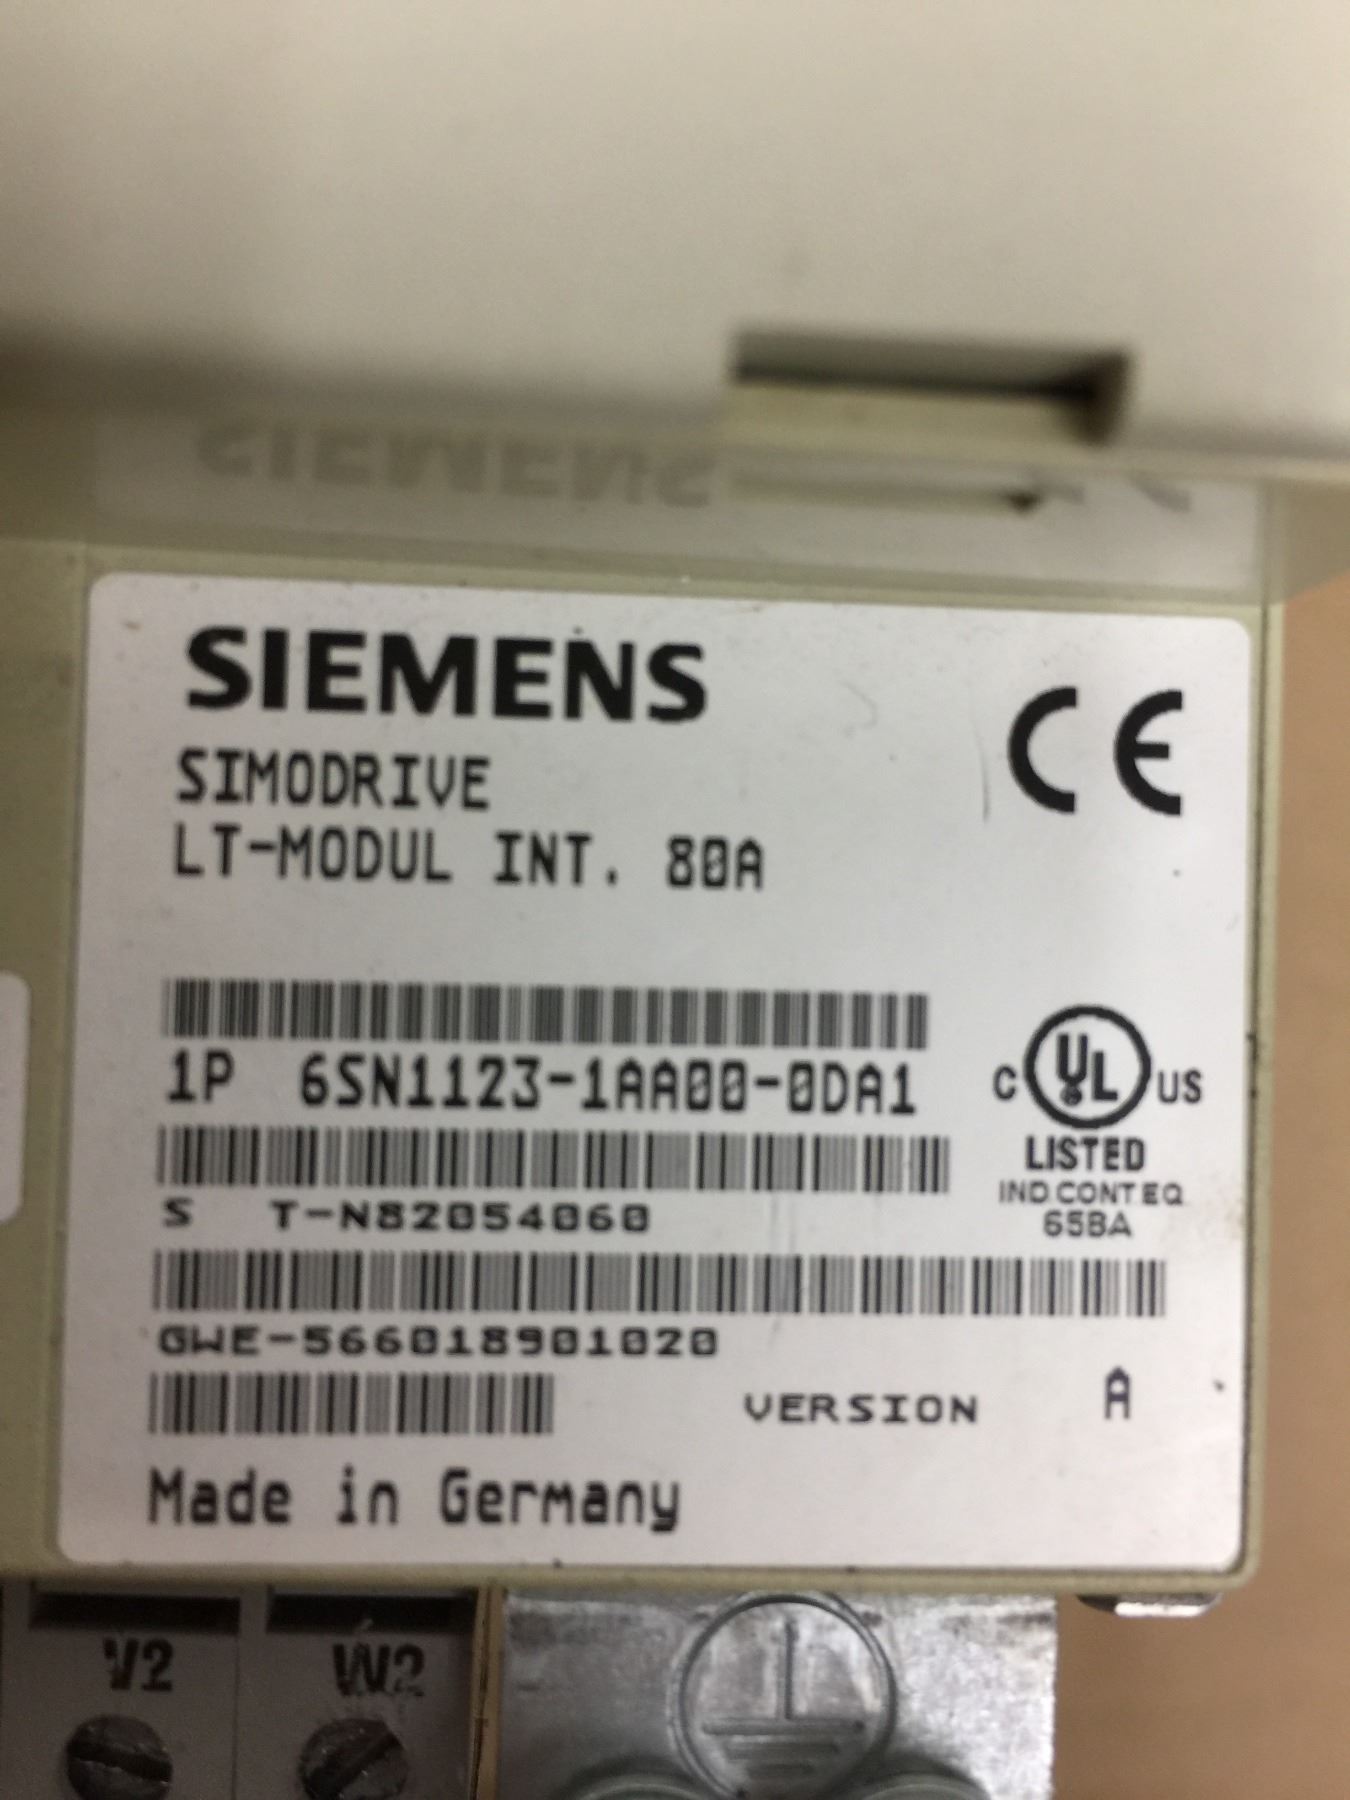 SIEMENS
SIEMENS
CE
SIMODRIVE
LT-MODUL INT. 80A
1P 6SN1123-1AA00-0DA1
C UL US
LISTED
IND.CONT.EQ
65BA
S T-N82054060
GWE-566018901020
VERSION A
Made in Germany
V2 W2